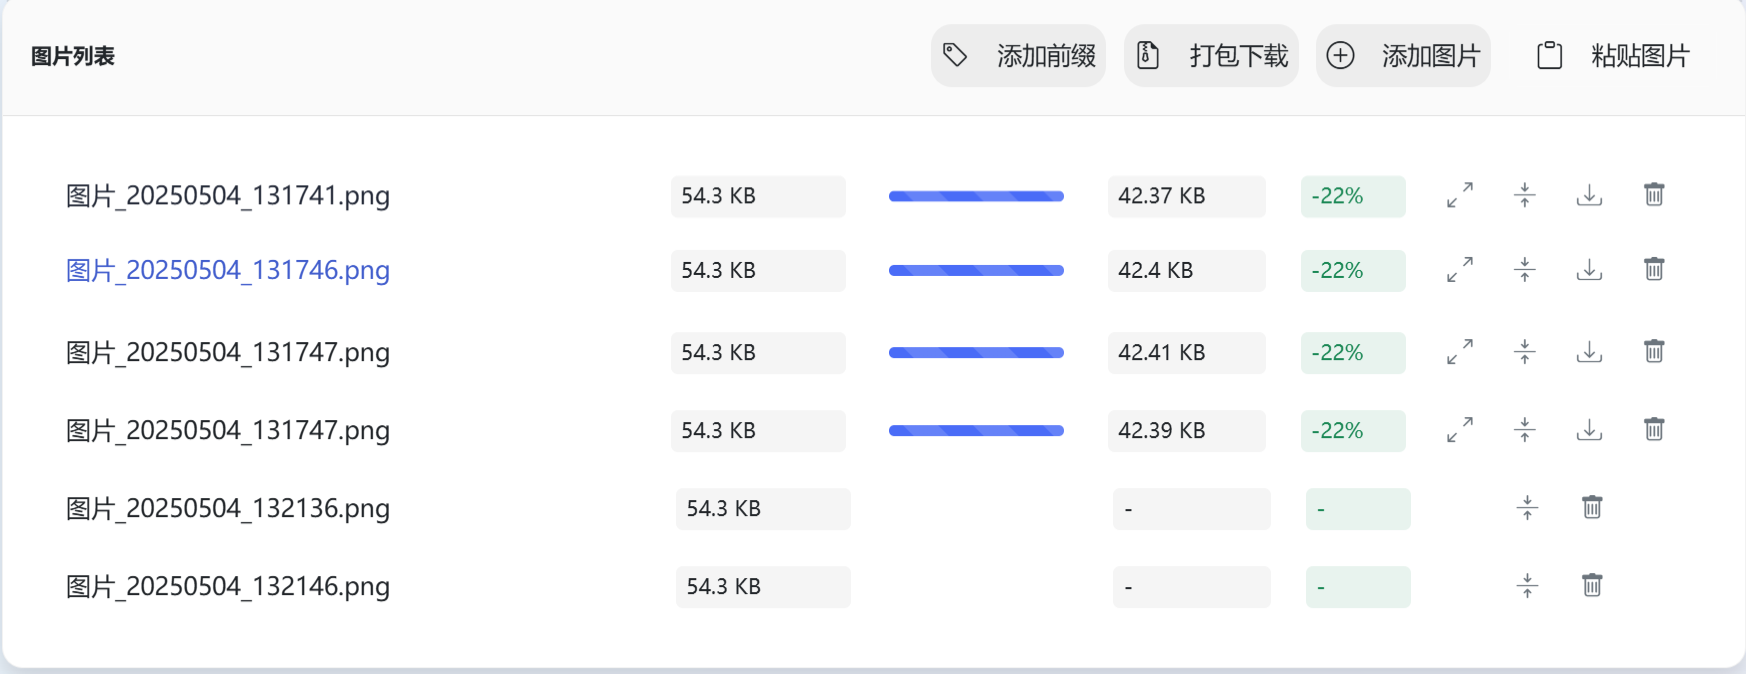 图片列表 添加前缀 打包下载 添加图片 粘贴图片
图片_20250504_131741.png 54.3 KB 42.37 KB -22%
图片_20250504_131746.png 54.3 KB 42.4 KB -22%
图片_20250504_131747.png 54.3 KB 42.41 KB -22%
图片_20250504_131747.png 54.3 KB 42.39 KB -22%
图片_20250504_132136.png 54.3 KB - -
图片_20250504_132146.png 54.3 KB - -